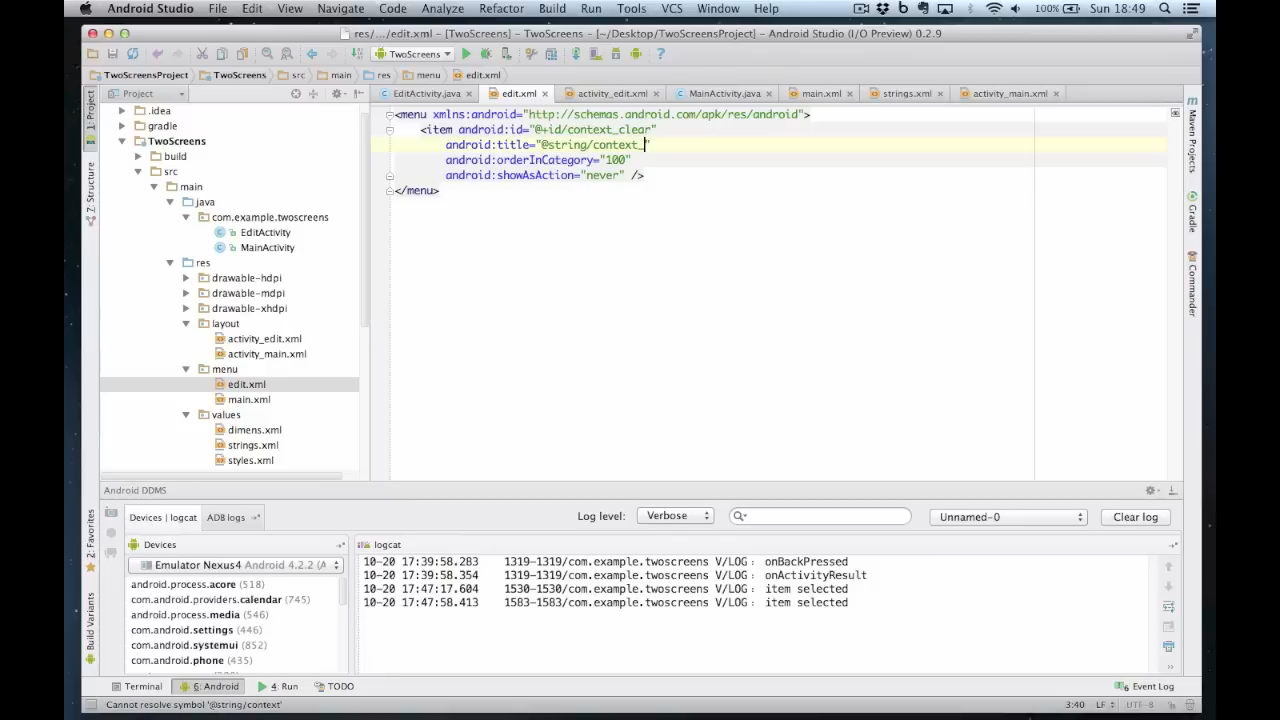 Android Studio File Edit View Navigate Code Analyze Refactor Build Run Tools VCS Window Help 100% Sun 18:49
res/.../edit.xml - [TwoScreens] - TwoScreens - [~/Desktop/TwoScreensProject] - Android Studio (I/O Preview) 0.2.9
TwoScreens
TwoScreensProject TwoScreens src main res menu edit.xml
Project EditActivity.java edit.xml activity_edit.xml MainActivity.java main.xml strings.xml activity_main.xml
1: Project
Z: Structure
2: Favorites
Build Variants
.idea
gradle
TwoScreens
build
src
main
java
com.example.twoscreens
EditActivity
MainActivity
res
drawable-hdpi
drawable-mdpi
drawable-xhdpi
layout
activity_edit.xml
activity_main.xml
menu
edit.xml
main.xml
values
dimens.xml
strings.xml
styles.xml
<menu xmlns:android="http://schemas.android.com/apk/res/android">
<item android:id="@+id/context_clear"
android:title="@string/context_"
android:orderInCategory="100"
android:showAsAction="never" />
</menu>
Maven Projects
Gradle
Commander
Android DDMS
Devices | logcat ADB logs Log level: Verbose Unnamed-0 Clear log
Devices
Emulator Nexus4 Android 4.2.2 (A
android.process.acore (518)
com.android.providers.calendar (745)
android.process.media (546)
com.android.settings (446)
com.android.systemui (852)
com.android.phone (435)
logcat
10-20 17:39:58.283 1319-1319/com.example.twoscreens V/LOG: onBackPressed
10-20 17:39:58.354 1319-1319/com.example.twoscreens V/LOG: onActivityResult
10-20 17:47:17.604 1530-1530/com.example.twoscreens V/LOG: item selected
10-20 17:47:58.413 1583-1583/com.example.twoscreens V/LOG: item selected
Terminal 6: Android 4: Run TODO 6 Event Log
Cannot resolve symbol '@string/context' 3:40 LF UTF-8